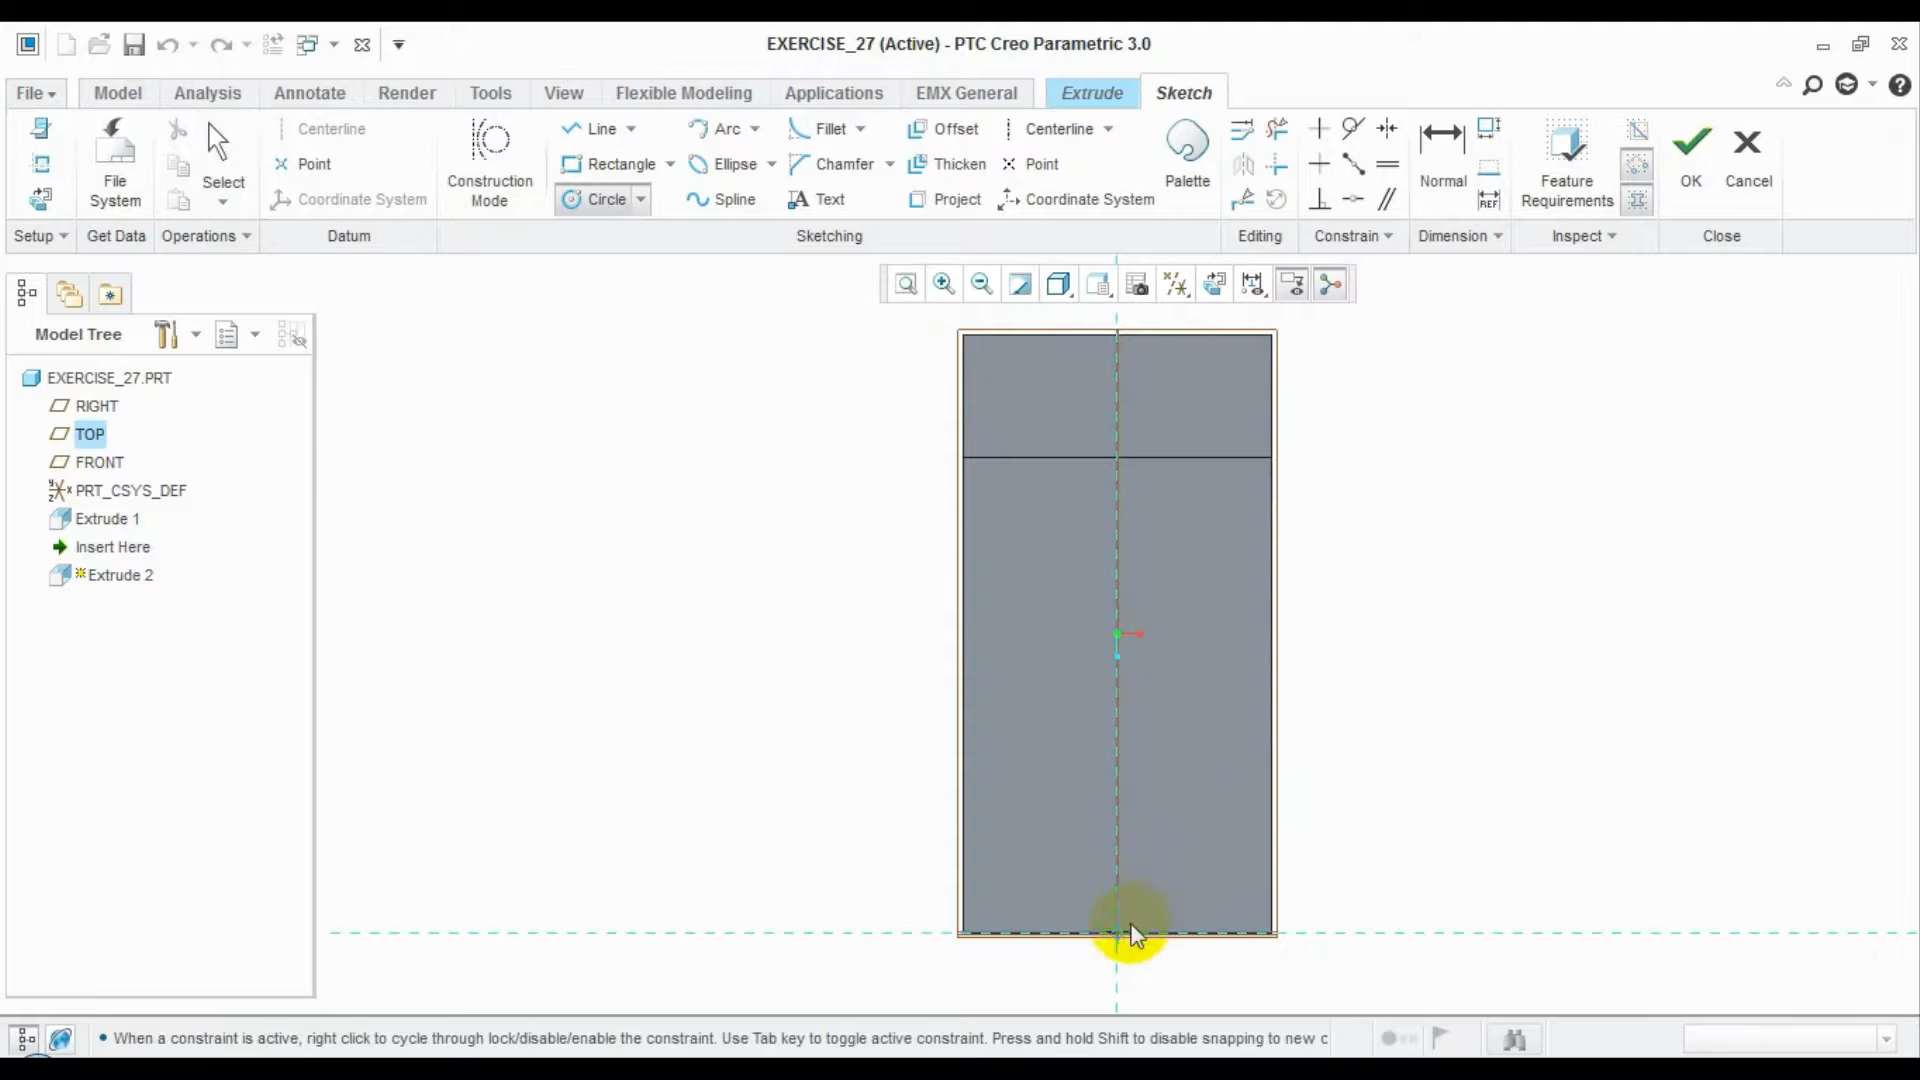 EXERCISE_27 (Active) - PTC Creo Parametric 3.0
File Model Analysis Annotate Render Tools View Flexible Modeling Applications EMX General Extrude Sketch
Centerline Line Arc Fillet Offset Centerline
Point Rectangle Ellipse Chamfer Thicken Point
File System Select Construction Mode Palette Normal Feature Requirements OK Cancel
Coordinate System Circle Spline Text Project Coordinate System
REF
Setup Get Data Operations Datum Sketching Editing Constrain Dimension Inspect Close
Model Tree
EXERCISE_27.PRT
RIGHT
TOP
FRONT
PRT_CSYS_DEF
Extrude 1
Insert Here
Extrude 2
• When a constraint is active, right click to cycle through lock/disable/enable the constraint. Use Tab key to toggle active constraint. Press and hold Shift to disable snapping to new c